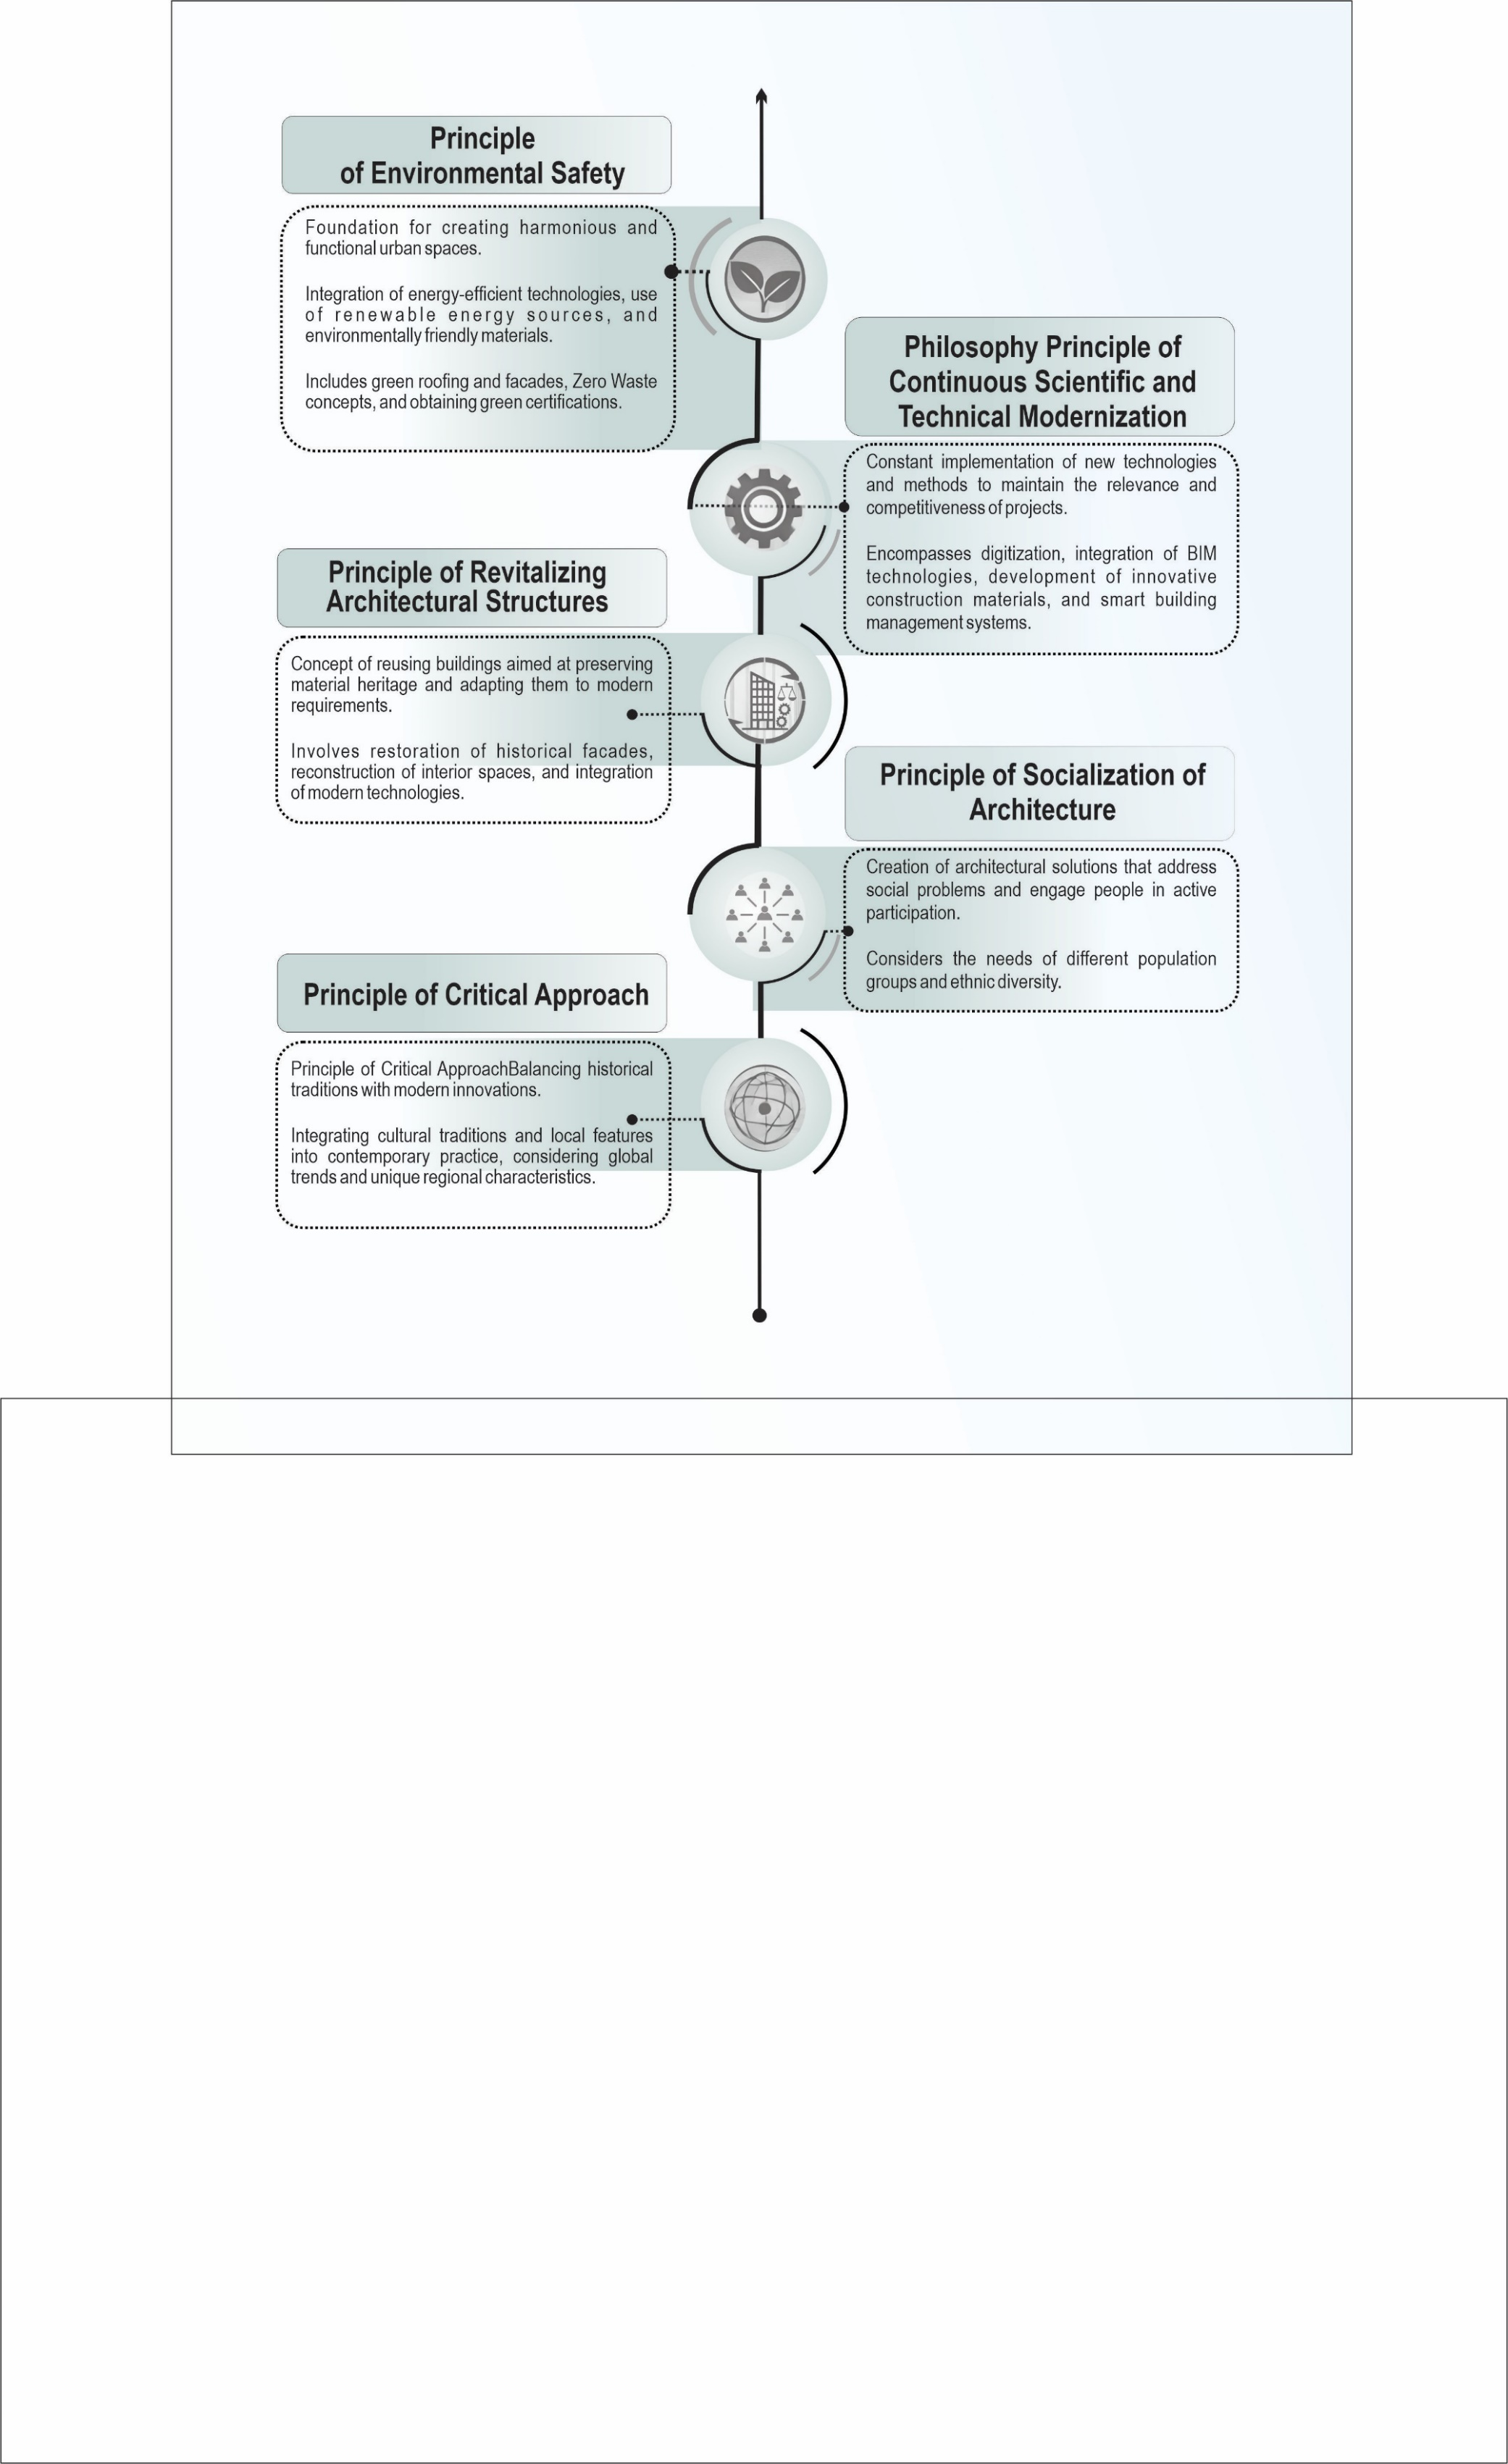 Principle
of Environmental Safety
Foundation for creating harmonious and
functional urban spaces.
Integration of energy-efficient technologies, use
of renewable energy sources, and
environmentally friendly materials.
Includes green roofing and facades, Zero Waste
concepts, and obtaining green certifications.
Philosophy Principle of
Continuous Scientific and
Technical Modernization
Constant implementation of new technologies
and methods to maintain the relevance and
competitiveness of projects.
Encompasses digitization, integration of BIM
technologies, development of innovative
construction materials, and smart building
management systems.
Principle of Revitalizing
Architectural Structures
Concept of reusing buildings aimed at preserving
material heritage and adapting them to modern
requirements.
Involves restoration of historical facades,
reconstruction of interior spaces, and integration
of modern technologies.
Principle of Socialization of
Architecture
Creation of architectural solutions that address
social problems and engage people in active
participation.
Considers the needs of different population
groups and ethnic diversity.
Principle of Critical Approach
Principle of Critical ApproachBalancing historical
traditions with modern innovations.
Integrating cultural traditions and local features
into contemporary practice, considering global
trends and unique regional characteristics.